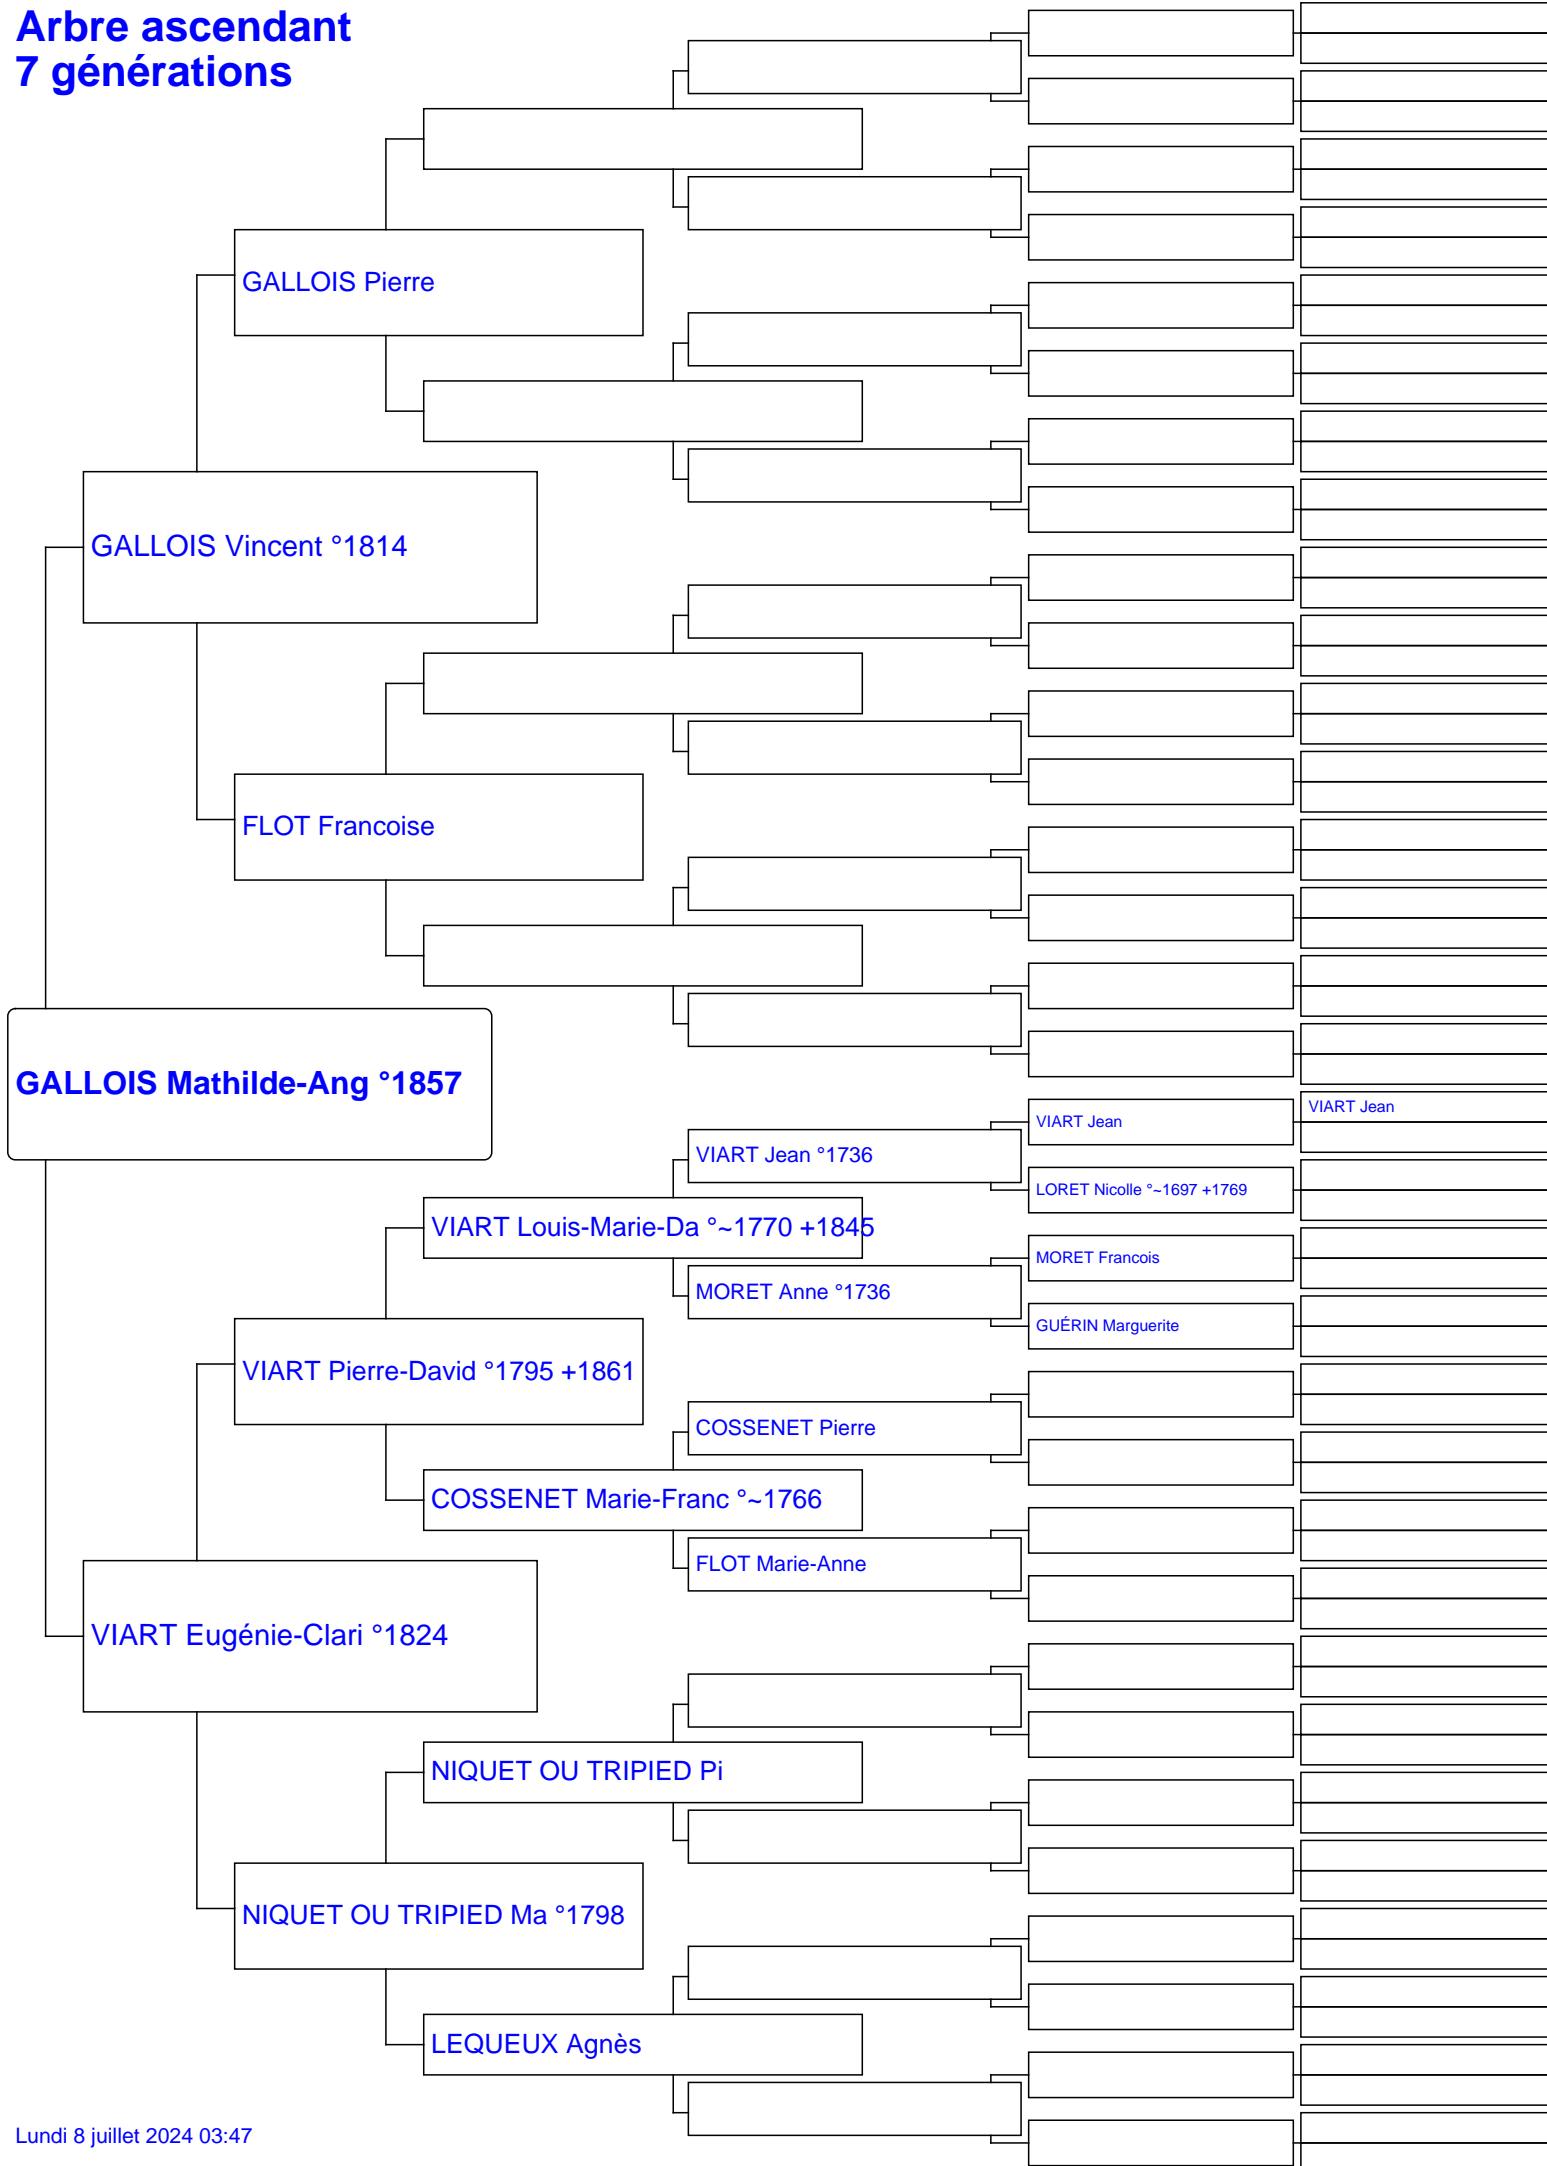 Arbre ascendant
7 générations
GALLOIS Pierre
GALLOIS Vincent °1814
FLOT Francoise
GALLOIS Mathilde-Ang °1857
VIART Jean
VIART Jean
VIART Jean °1736
LORET Nicolle °~1697 +1769
VIART Louis-Marie-Da °~1770 +1845
MORET Francois
MORET Anne °1736
GUÉRIN Marguerite
VIART Pierre-David °1795 +1861
COSSENET Pierre
COSSENET Marie-Franc °~1766
FLOT Marie-Anne
VIART Eugénie-Clari °1824
NIQUET OU TRIPIED Pi
NIQUET OU TRIPIED Ma °1798
LEQUEUX Agnès
Lundi 8 juillet 2024 03:47